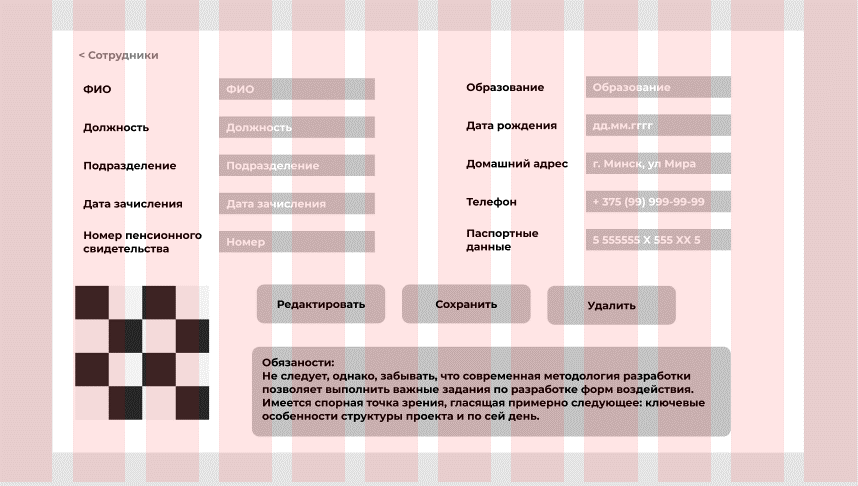 < Сотрудники
ФИО
ФИО
Должность
Должность
Подразделение
Подразделение
Дата зачисления
Дата зачисления
Номер пенсионного
свидетельства
Номер
Образование
Образование
Дата рождения
дд.мм.гггг
Домашний адрес
г. Минск, ул Мира
Телефон
+ 375 (99) 999-99-99
Паспортные
данные
5 555555 X 555 XX 5
Редактировать
Сохранить
Удалить
Обязаности:
Не следует, однако, забывать, что современная методология разработки
позволяет выполнить важные задания по разработке форм воздействия.
Имеется спорная точка зрения, гласящая примерно следующее: ключевые
особенности структуры проекта и по сей день.